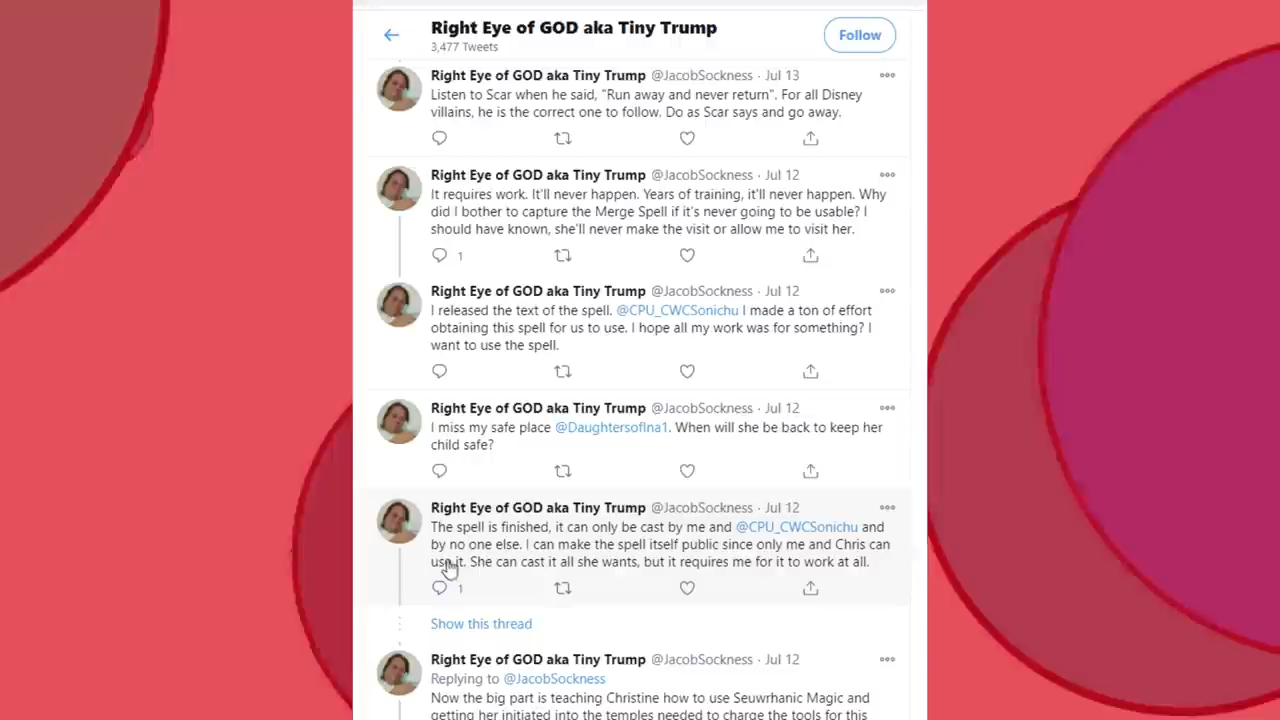 Right Eye of GOD aka Tiny Trump
3,477 Tweets
Follow
Right Eye of GOD aka Tiny Trump @JacobSockness · Jul 13
Listen to Scar when he said, "Run away and never return". For all Disney
villains, he is the correct one to follow. Do as Scar says and go away.
Right Eye of GOD aka Tiny Trump @JacobSockness · Jul 12
It requires work. It'll never happen. Years of training, it'll never happen. Why
did I bother to capture the Merge Spell if it's never going to be usable? I
should have known, she'll never make the visit or allow me to visit her.
1
Right Eye of GOD aka Tiny Trump @JacobSockness · Jul 12
I released the text of the spell. @CPU_CWCSonichu I made a ton of effort
obtaining this spell for us to use. I hope all my work was for something? I
want to use the spell.
Right Eye of GOD aka Tiny Trump @JacobSockness · Jul 12
I miss my safe place @DaughtersofIna1. When will she be back to keep her
child safe?
Right Eye of GOD aka Tiny Trump @JacobSockness · Jul 12
The spell is finished, it can only be cast by me and @CPU_CWCSonichu and
by no one else. I can make the spell itself public since only me and Chris can
use it. She can cast it all she wants, but it requires me for it to work at all.
1
Show this thread
Right Eye of GOD aka Tiny Trump @JacobSockness · Jul 12
Replying to @JacobSockness
Now the big part is teaching Christine how to use Seuwrhanic Magic and
getting her initiated into the temples needed to charge the tools for this